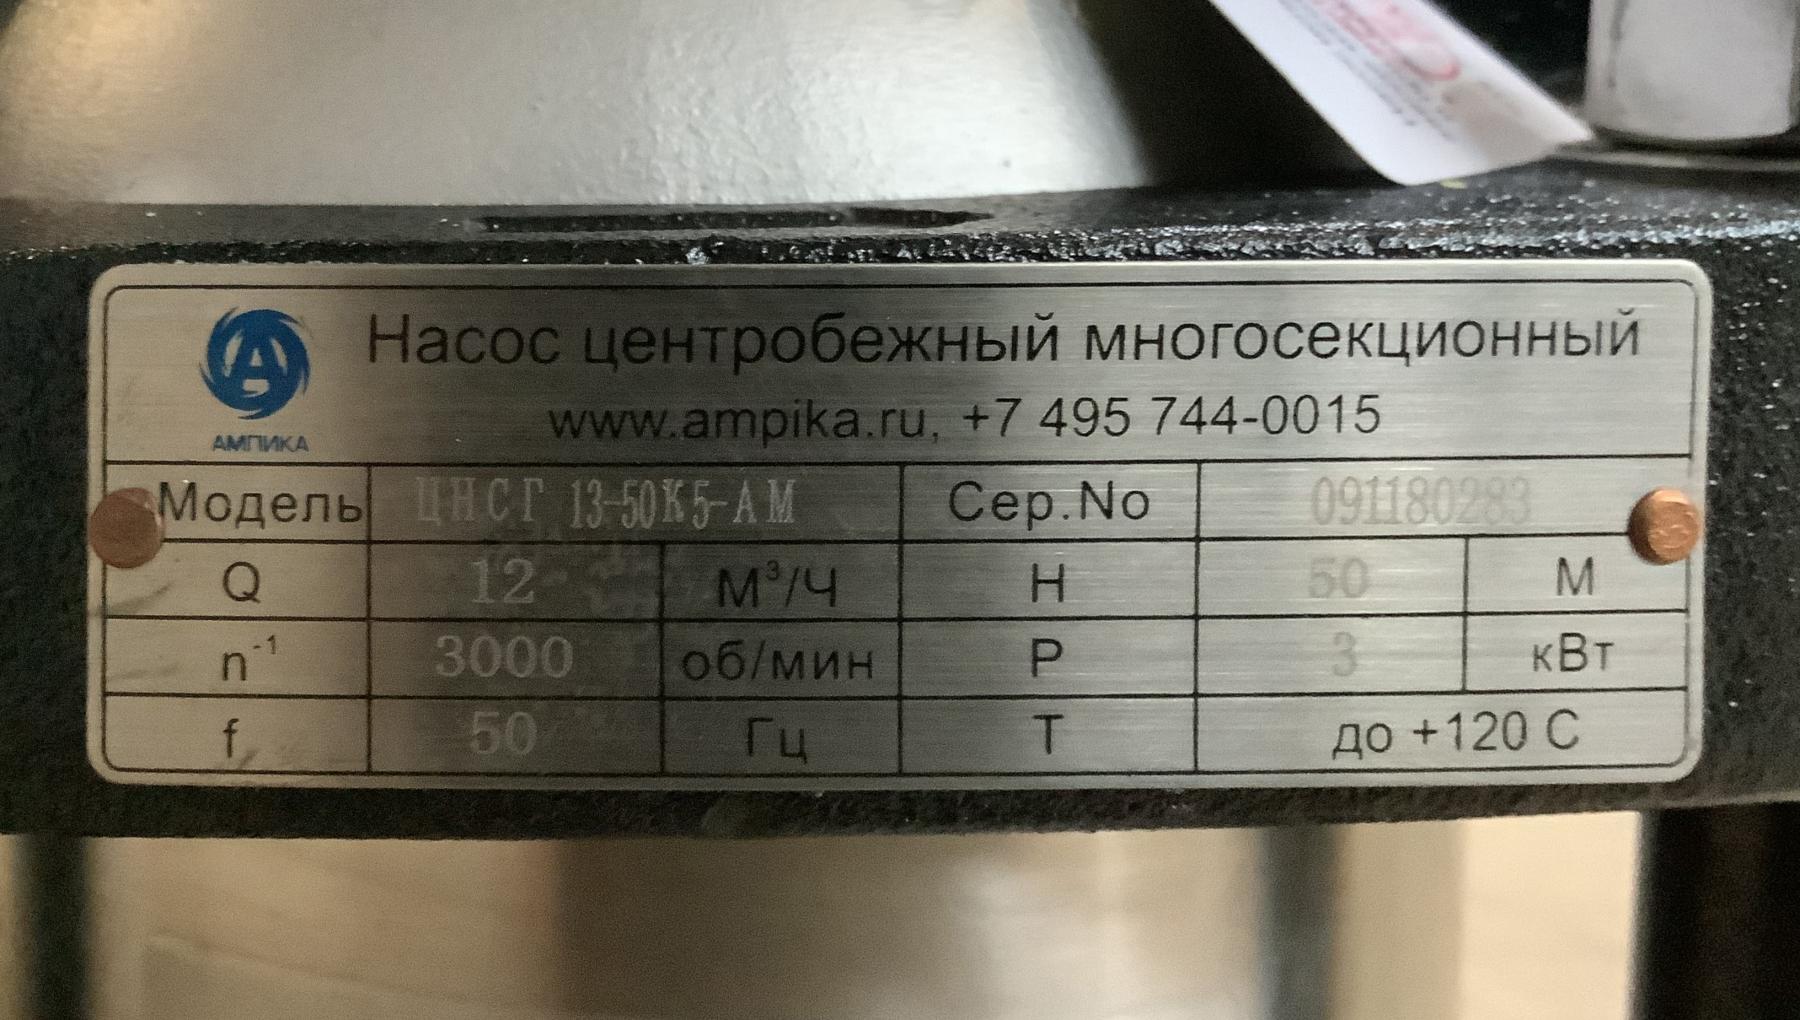 Насос центробежный многосекционный
www.ampika.ru, +7 495 744-0015
АМПИКА
Модель ЦНСГ 13-50К5-АМ Сер.No 091180283
Q 12 М³/Ч H 50 М
n⁻¹ 3000 об/мин P 3 кВт
f 50 Гц T до +120 С